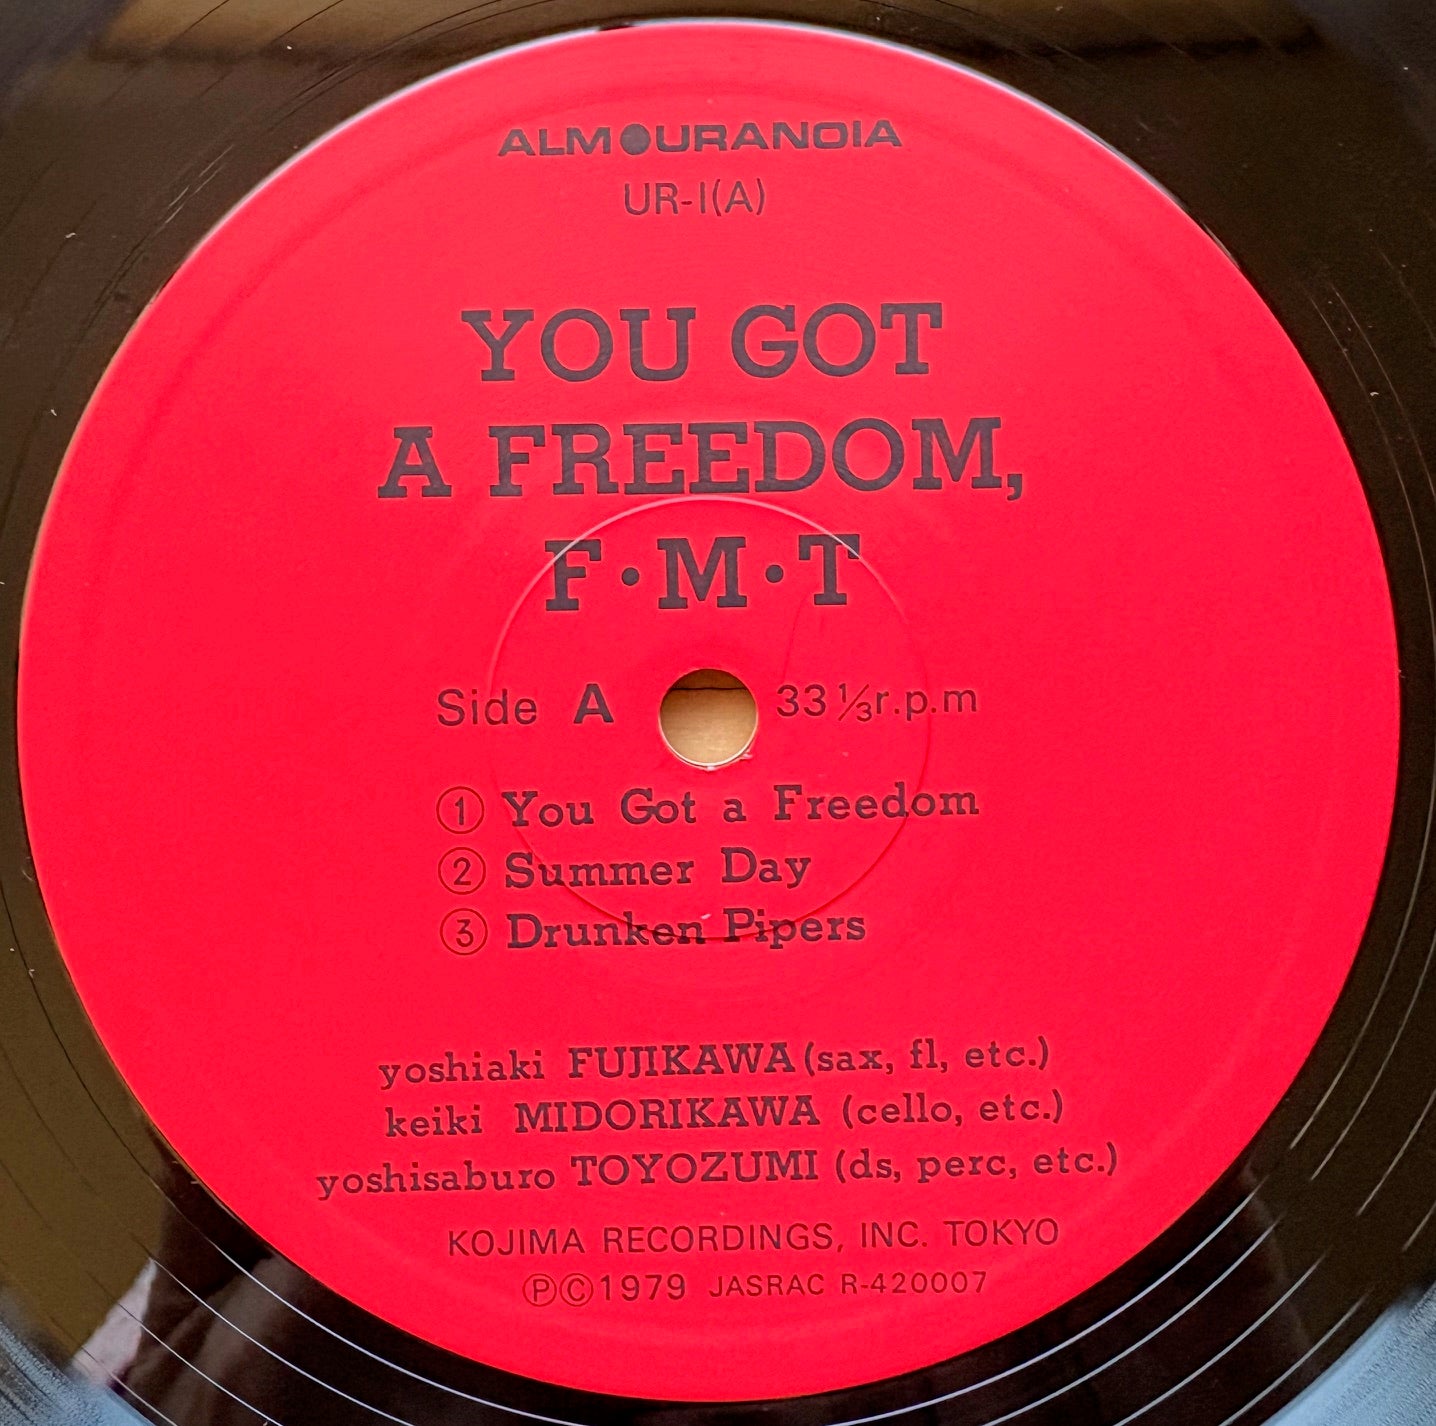 ALM●URANOIA
UR-1(A)
YOU GOT
A FREEDOM,
F·M·T
Side A 33⅓r.p.m
① You Got a Freedom
② Summer Day
③ Drunken Pipers
yoshiaki FUJIKAWA (sax, fl, etc.)
keiki MIDORIKAWA (cello, etc.)
yoshisaburo TOYOZUMI (ds, perc, etc.)
KOJIMA RECORDINGS, INC. TOKYO
ⓅⒸ1979 JASRAC R-420007